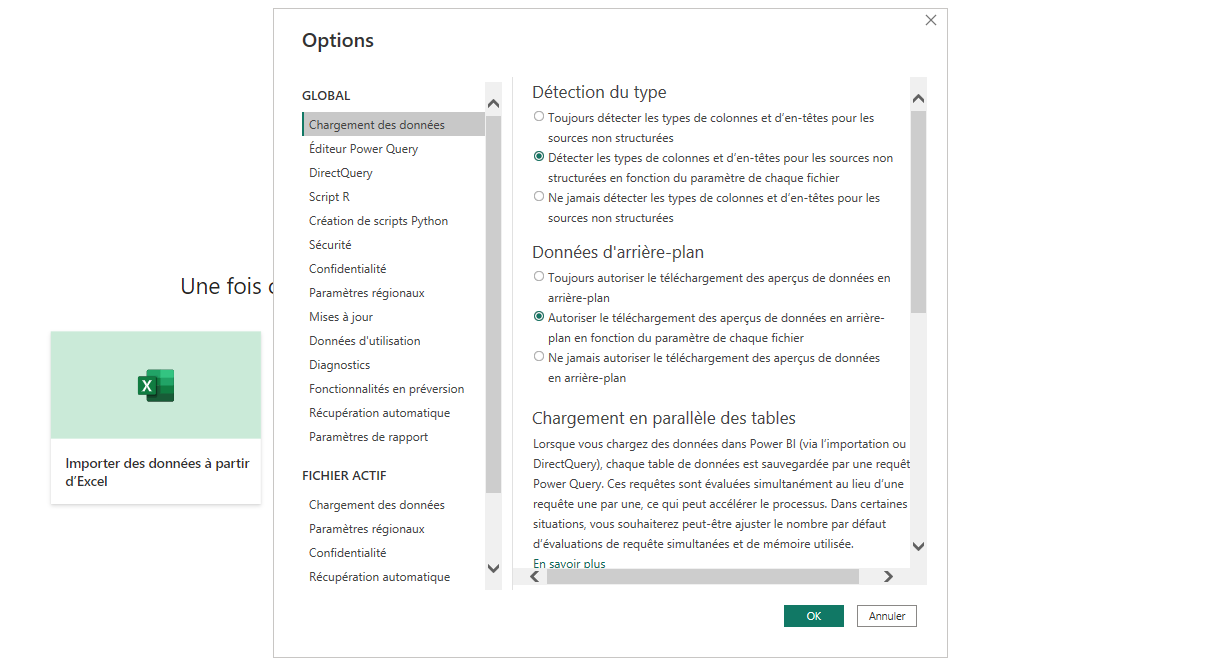 Options
GLOBAL
Chargement des données
Éditeur Power Query
DirectQuery
Script R
Création de scripts Python
Sécurité
Confidentialité
Paramètres régionaux
Mises à jour
Données d'utilisation
Diagnostics
Fonctionnalités en préversion
Récupération automatique
Paramètres de rapport
FICHIER ACTIF
Chargement des données
Paramètres régionaux
Confidentialité
Récupération automatique
Détection du type
Toujours détecter les types de colonnes et d’en-têtes pour les
sources non structurées
Détecter les types de colonnes et d’en-têtes pour les sources non
structurées en fonction du paramètre de chaque fichier
Ne jamais détecter les types de colonnes et d’en-têtes pour les
sources non structurées
Données d'arrière-plan
Toujours autoriser le téléchargement des aperçus de données en
arrière-plan
Autoriser le téléchargement des aperçus de données en arrière-
plan en fonction du paramètre de chaque fichier
Ne jamais autoriser le téléchargement des aperçus de données
en arrière-plan
Chargement en parallèle des tables
Lorsque vous chargez des données dans Power BI (via l’importation ou
DirectQuery), chaque table de données est sauvegardée par une requêt
Power Query. Ces requêtes sont évaluées simultanément au lieu d’une
requête une par une, ce qui peut accélérer le processus. Dans certaines
situations, vous souhaiterez peut-être ajuster le nombre par défaut
d’évaluations de requête simultanées et de mémoire utilisée.
En savoir plus
OK
Annuler
Une fois
X
Importer des données à partir
d’Excel